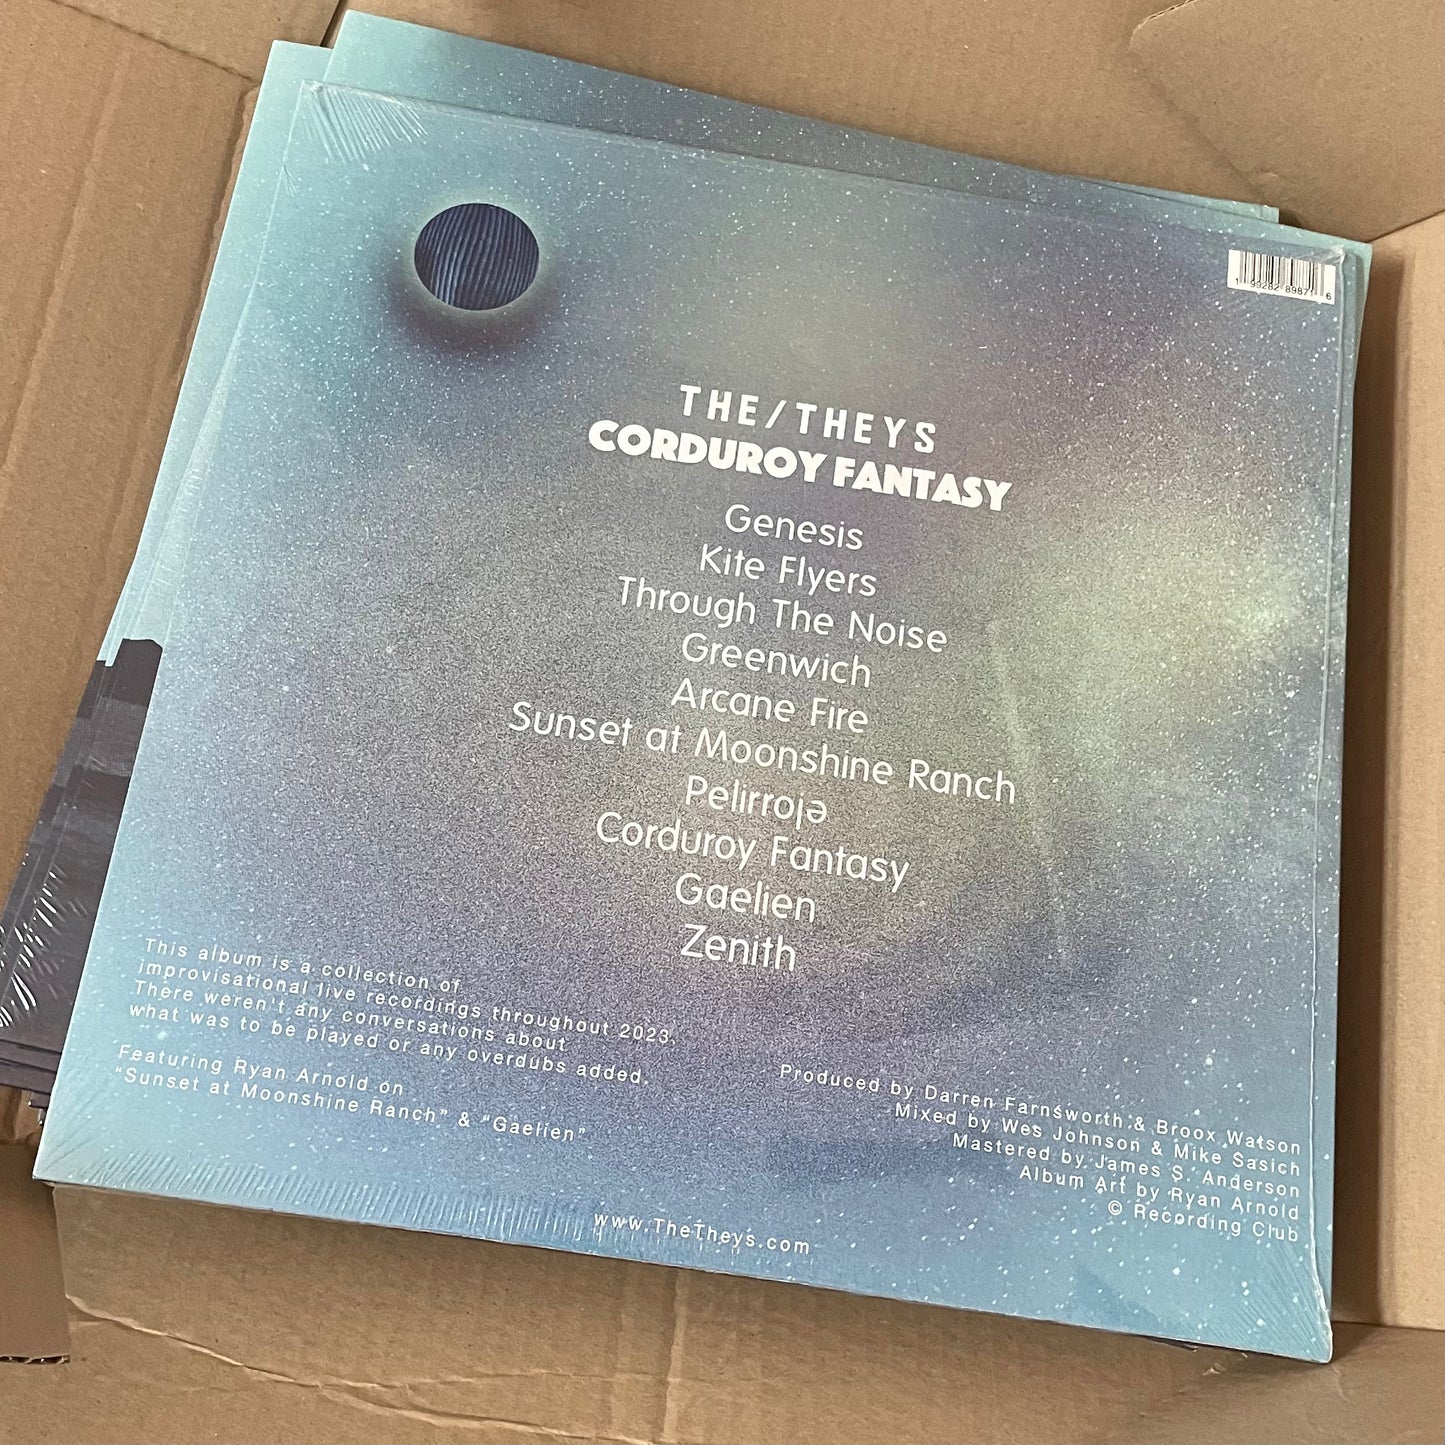 1 99282 89871 6
THE/THEYS
CORDUROY FANTASY
Genesis
Kite Flyers
Through The Noise
Greenwich
Arcane Fire
Sunset at Moonshine Ranch
Pelirrojə
Corduroy Fantasy
Gaelien
Zenith
This album is a collection of
improvisational live recordings throughout 2023.
There weren't any conversations about
what was to be played or any overdubs added.
Featuring Ryan Arnold on
“Sunset at Moonshine Ranch” & “Gaelien”
Produced by Darren Farnsworth & Broox Watson
Mixed by Wes Johnson & Mike Sasich
Mastered by James S. Anderson
Album Art by Ryan Arnold
© Recording Club
www.TheTheys.com